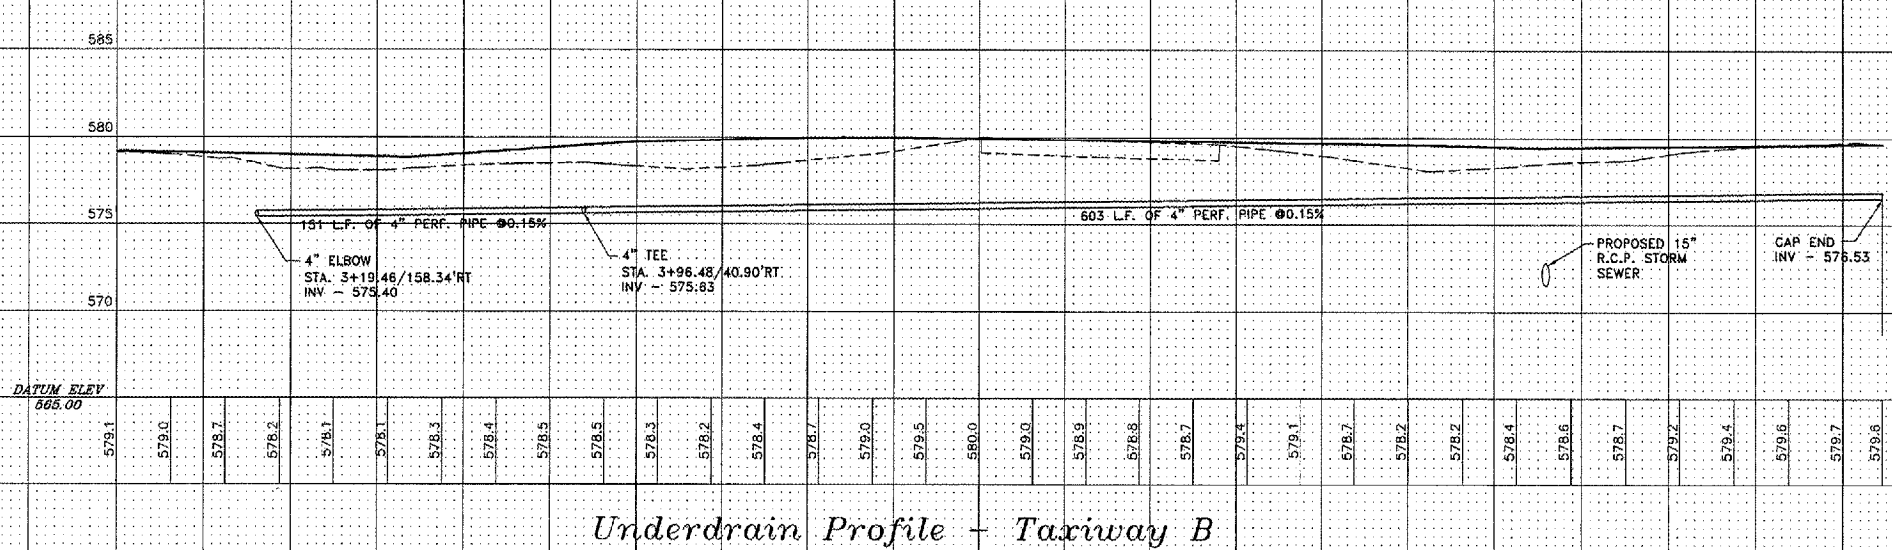 585
580
575
151 L.F. OF 4" PERF. PIPE @0.15%
603 L.F. OF 4" PERF. PIPE @0.15%
4" ELBOW
STA. 3+19.46/158.34'RT
INV - 575.40
4" TEE
STA. 3+96.48/40.90'RT
INV - 575.63
PROPOSED 15"
R.C.P. STORM
SEWER
CAP END
INV - 576.53
570
DATUM ELEV
565.00
579.1
579.0
578.7
578.2
578.1
578.1
578.3
578.4
578.5
578.5
578.3
578.2
578.4
578.7
579.0
579.5
580.0
579.0
578.9
578.8
578.7
579.4
579.1
578.7
578.2
578.2
578.4
578.6
578.7
579.2
579.4
579.6
579.7
579.6
Underdrain Profile - Taxiway B